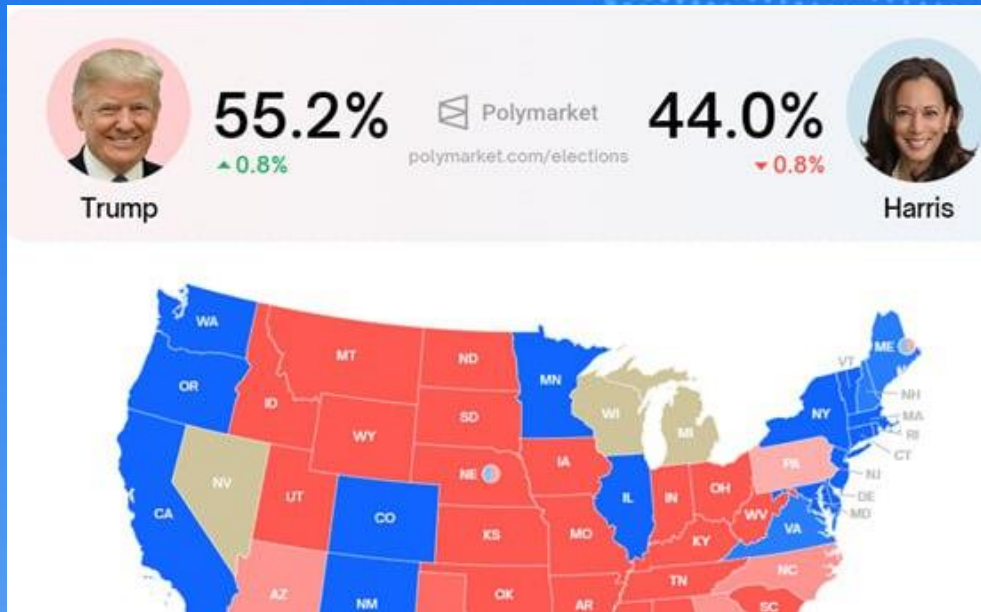 55.2%
Polymarket
44.0%
▲ 0.8%
polymarket.com/elections
▼ 0.8%
Trump
Harris
WA
MT
ND
MN
ME
VT
OR
ID
SD
WI
NY
NH
MA
WY
MI
RI
IA
PA
CT
NE
NJ
NV
UT
IL
IN
OH
DE
CA
CO
WV
MD
KS
MO
KY
VA
NC
TN
AZ
NM
OK
AR
SC